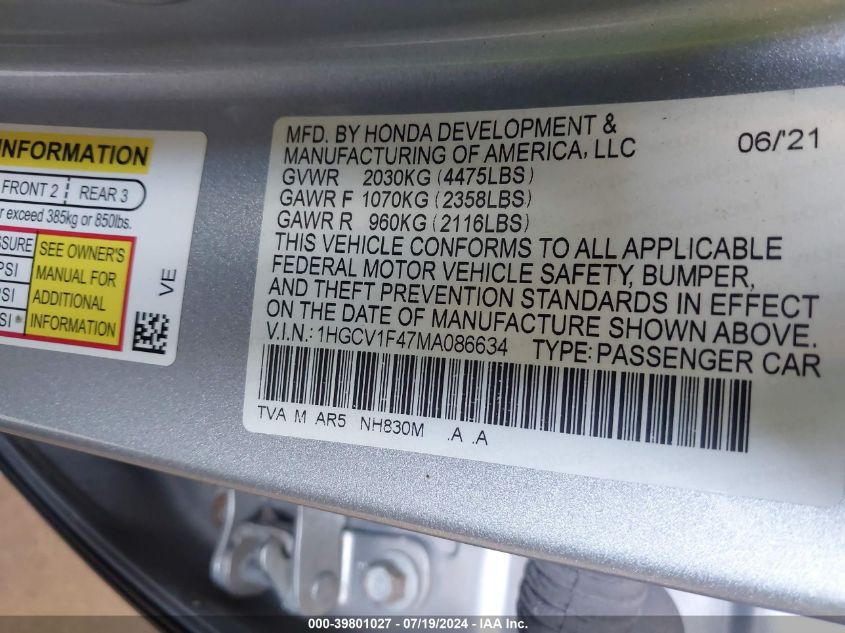 INFORMATION
FRONT 2 REAR 3
exceed 385kg or 850lbs.
SEE OWNER'S
PSI MANUAL FOR
ADDITIONAL
INFORMATION
VE
MFD. BY HONDA DEVELOPMENT & 06/'21
MANUFACTURING OF AMERICA, LLC
GVWR 2030KG (4475LBS)
GAWR F 1070KG (2358LBS)
GAWR R 960KG (2116LBS)
THIS VEHICLE CONFORMS TO ALL APPLICABLE
FEDERAL MOTOR VEHICLE SAFETY, BUMPER,
AND THEFT PREVENTION STANDARDS IN EFFECT
ON THE DATE OF MANUFACTURE SHOWN ABOVE.
V.I.N.: 1HGCV1F47MA086634 TYPE: PASSENGER CAR
TVA M AR5 NH830M .A .A
000-39801027 - 07/19/2024 - IAA Inc.